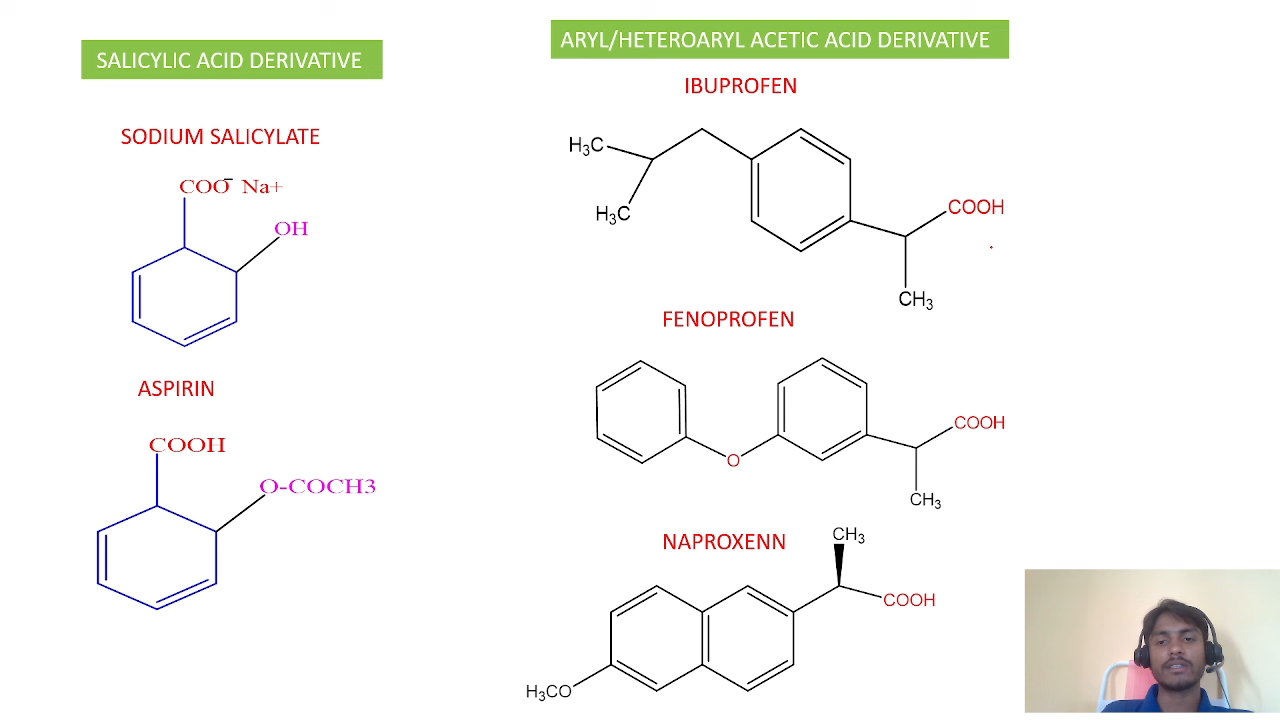 SALICYLIC ACID DERIVATIVE
SODIUM SALICYLATE
COO⁻ Na+
OH
ASPIRIN
COOH
O-COCH3
ARYL/HETEROARYL ACETIC ACID DERIVATIVE
IBUPROFEN
H₃C
H₃C
COOH
CH₃
FENOPROFEN
O
COOH
CH₃
NAPROXENN
CH₃
COOH
H₃CO